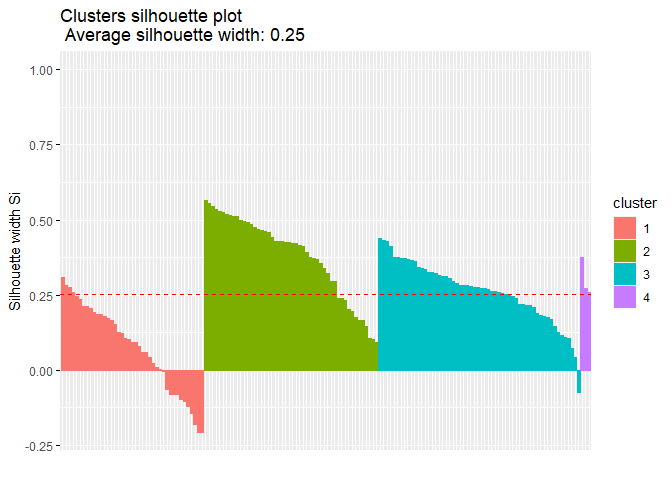 Clusters silhouette plot
Average silhouette width: 0.25
1.00
0.75
0.50
0.25
0.00
-0.25
Silhouette width Si
cluster
1
2
3
4